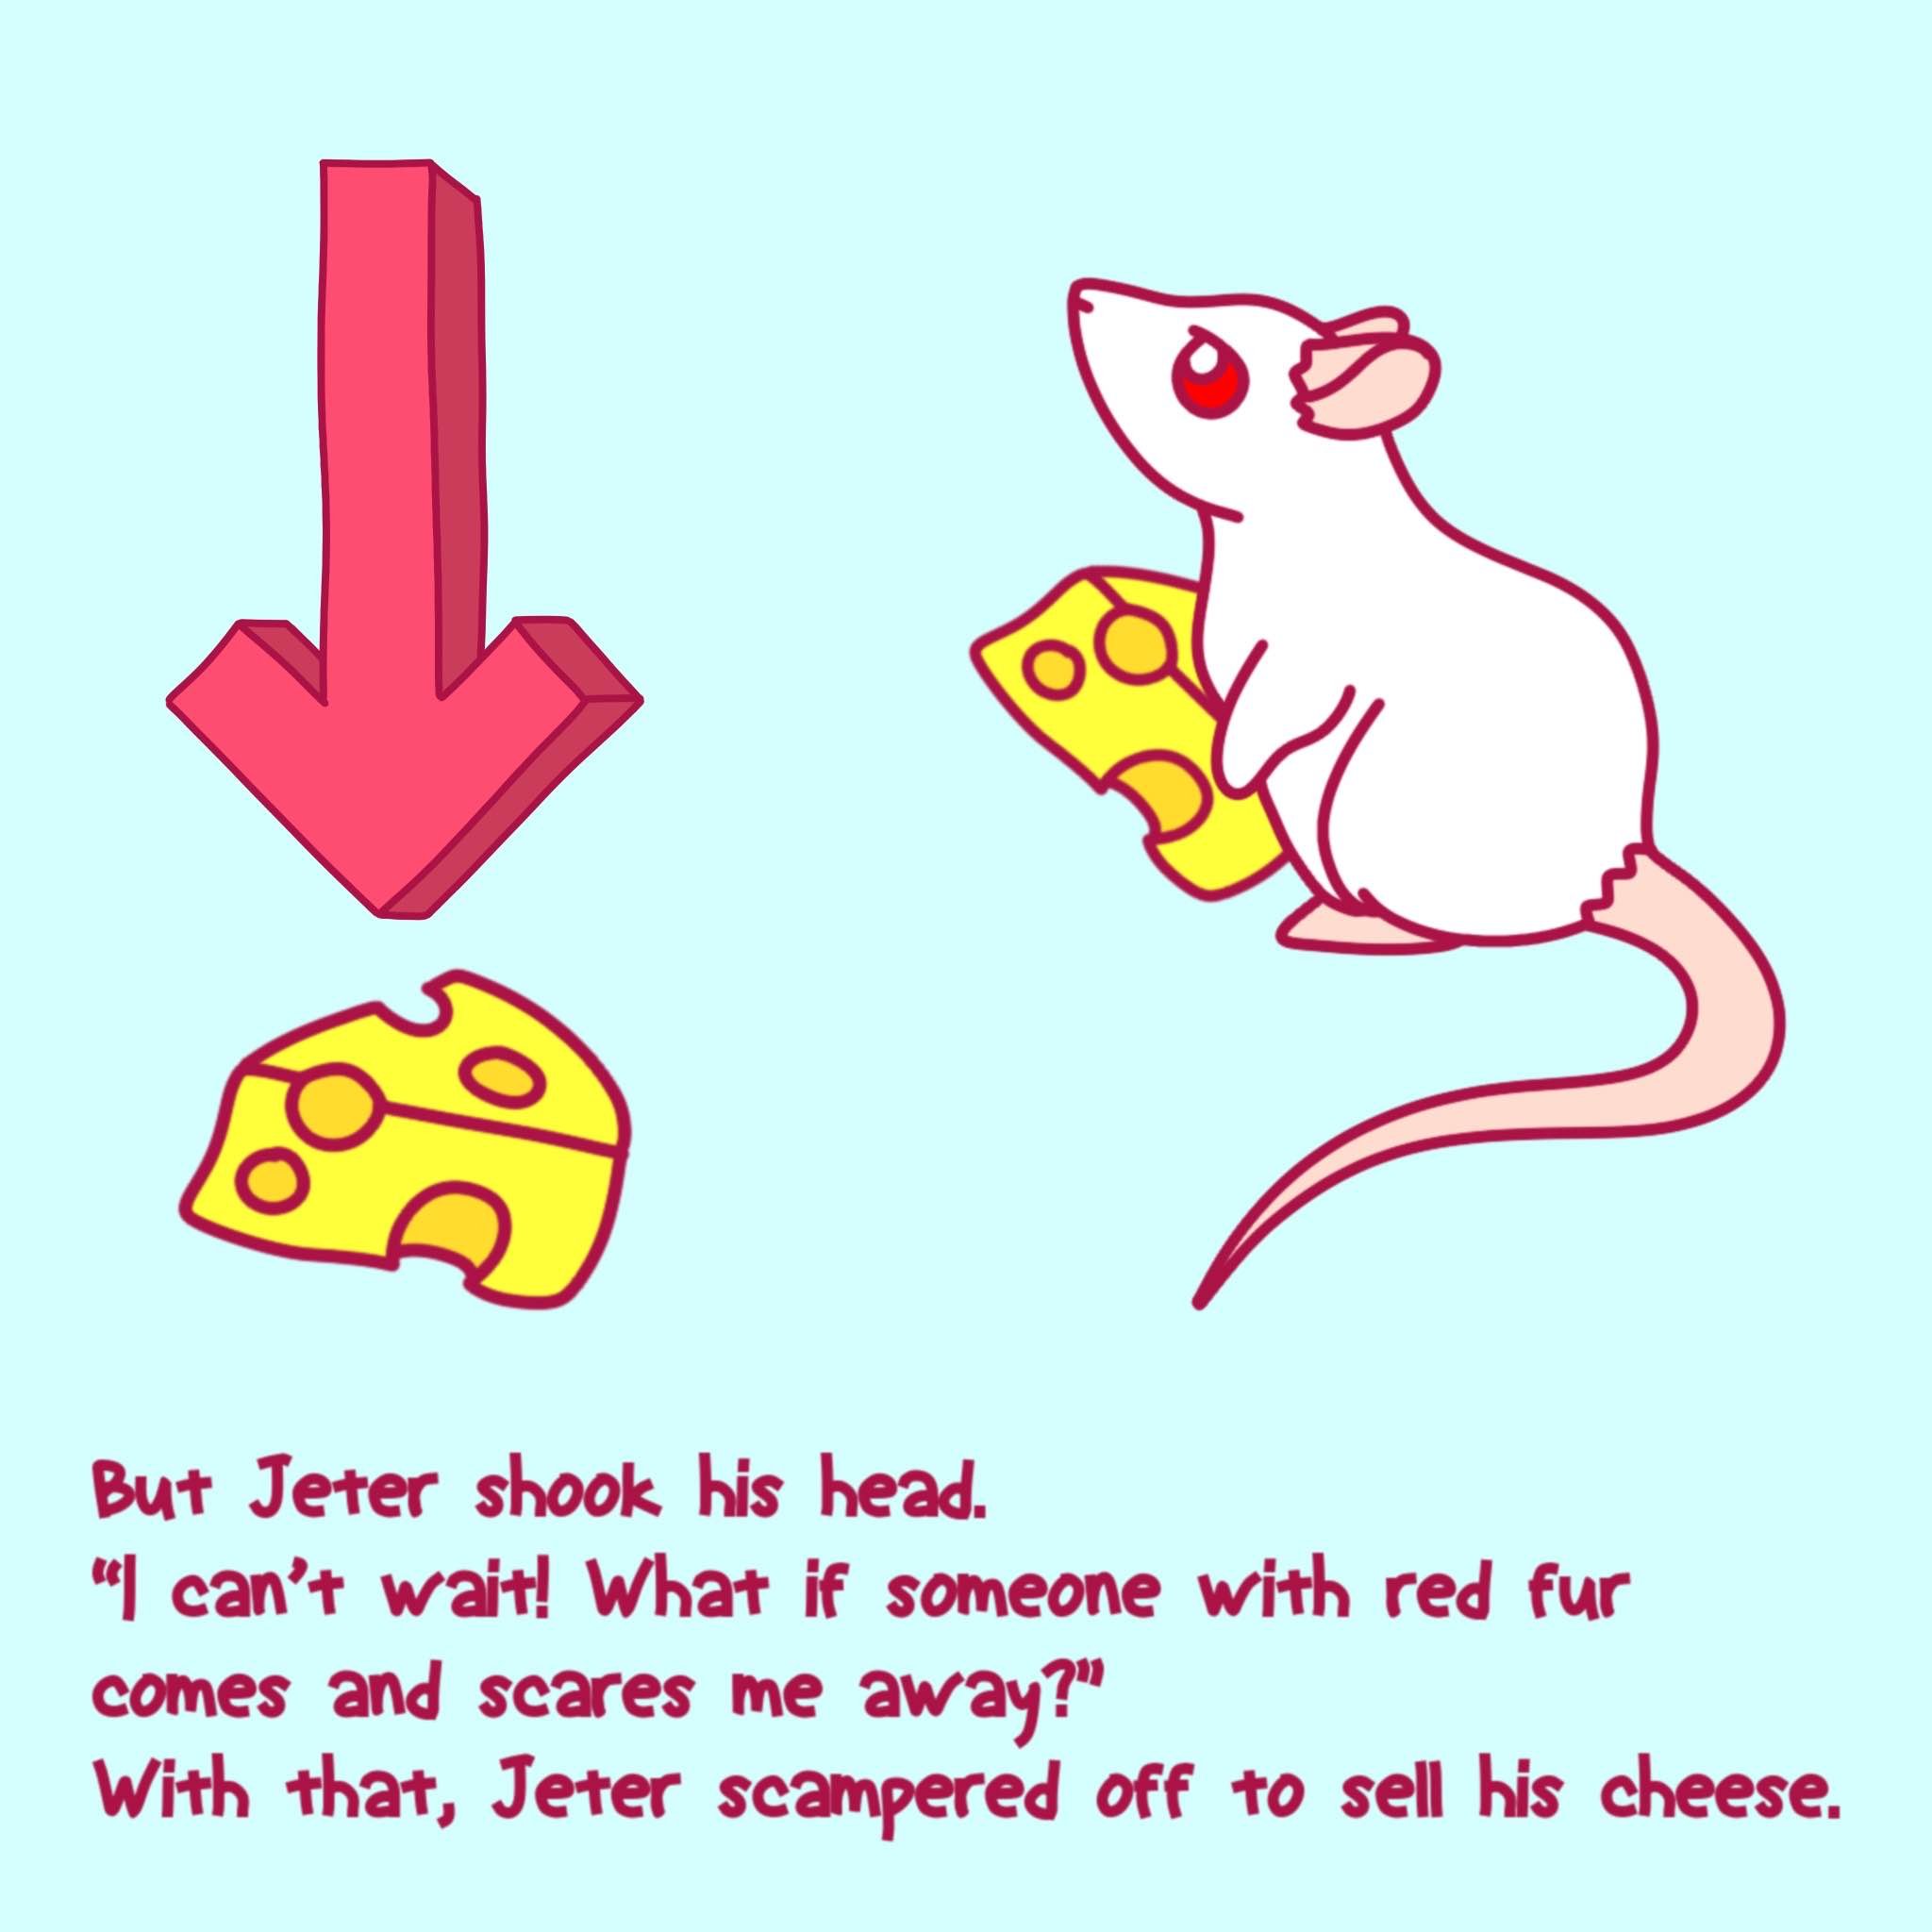 But Jeter shook his head.
“I can’t wait! What if someone with red fur
comes and scares me away?”
With that, Jeter scampered off to sell his cheese.